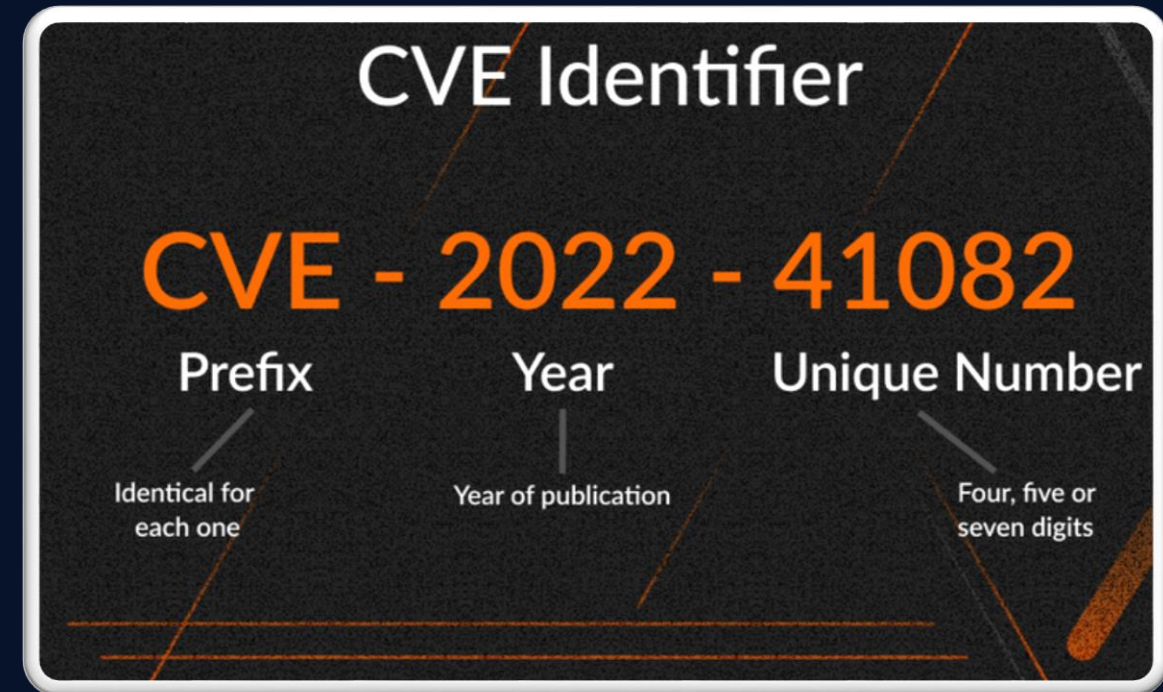 CVE Identifier
CVE - 2022 - 41082
Prefix Year Unique Number
Identical for
each one
Year of publication
Four, five or
seven digits